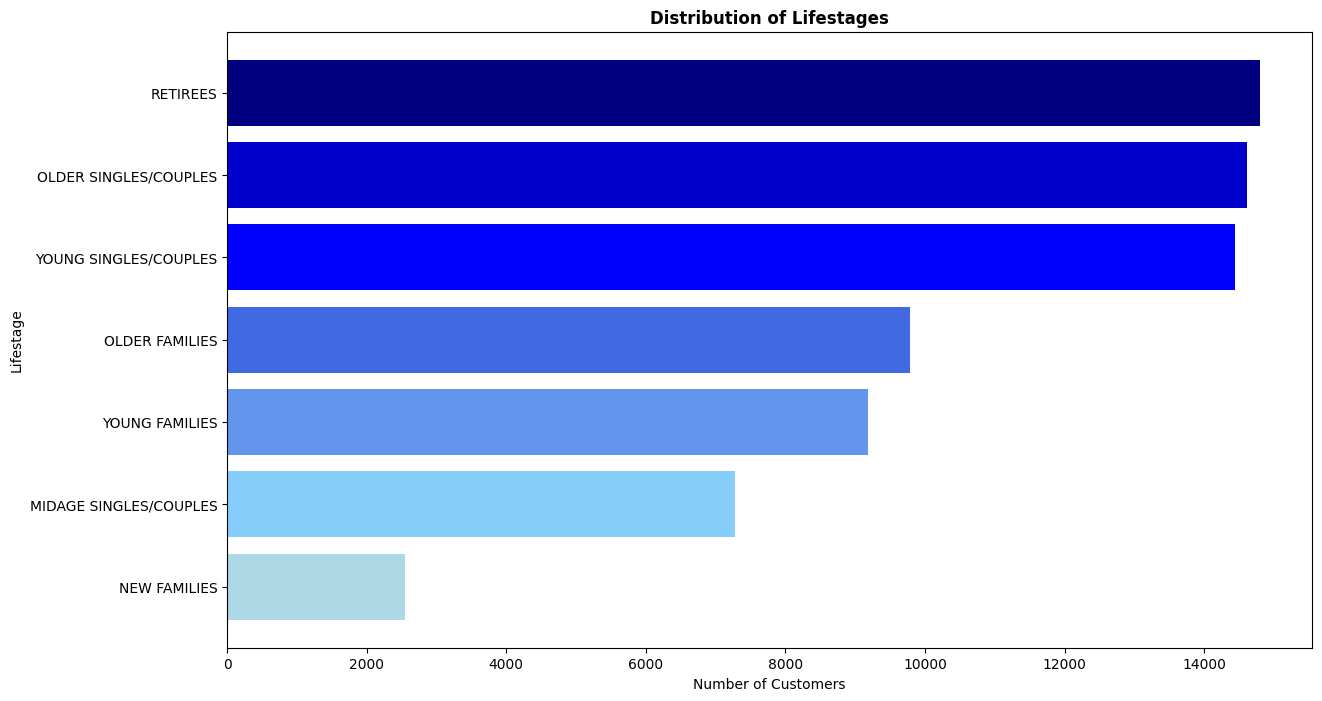 Distribution of Lifestages
Lifestage
RETIREES
OLDER SINGLES/COUPLES
YOUNG SINGLES/COUPLES
OLDER FAMILIES
YOUNG FAMILIES
MIDAGE SINGLES/COUPLES
NEW FAMILIES
0 2000 4000 6000 8000 10000 12000 14000
Number of Customers